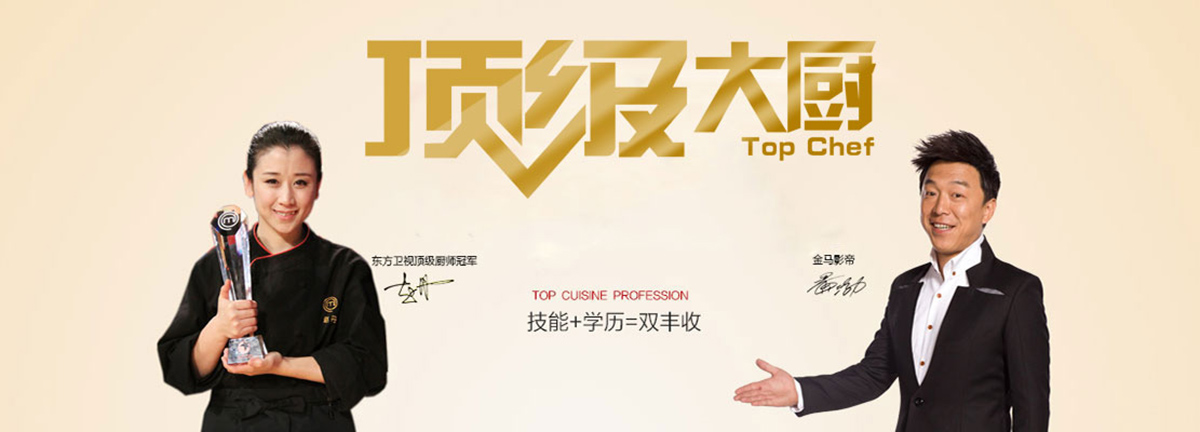 顶级大厨
Top Chef
东方卫视顶级厨师冠军
金马影帝
TOP CUISINE PROFESSION
技能+学历=双丰收